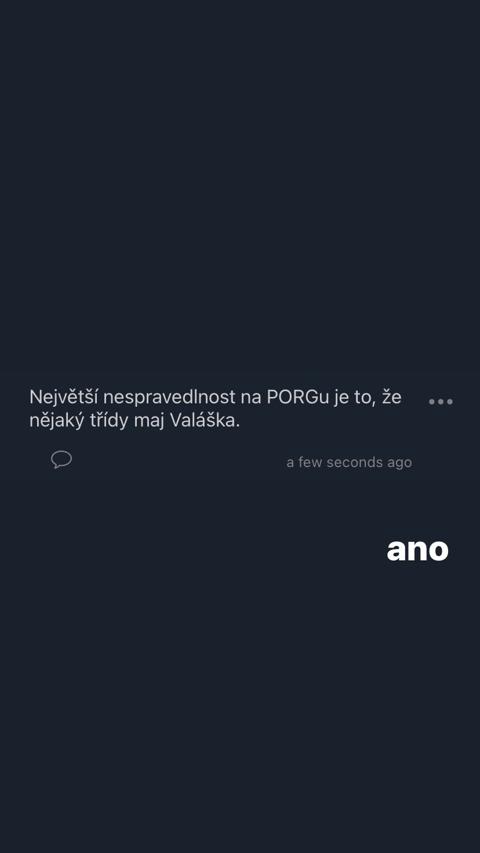 Největší nespravedlnost na PORGu je to, že
nějaký třídy maj Valáška.
a few seconds ago
ano